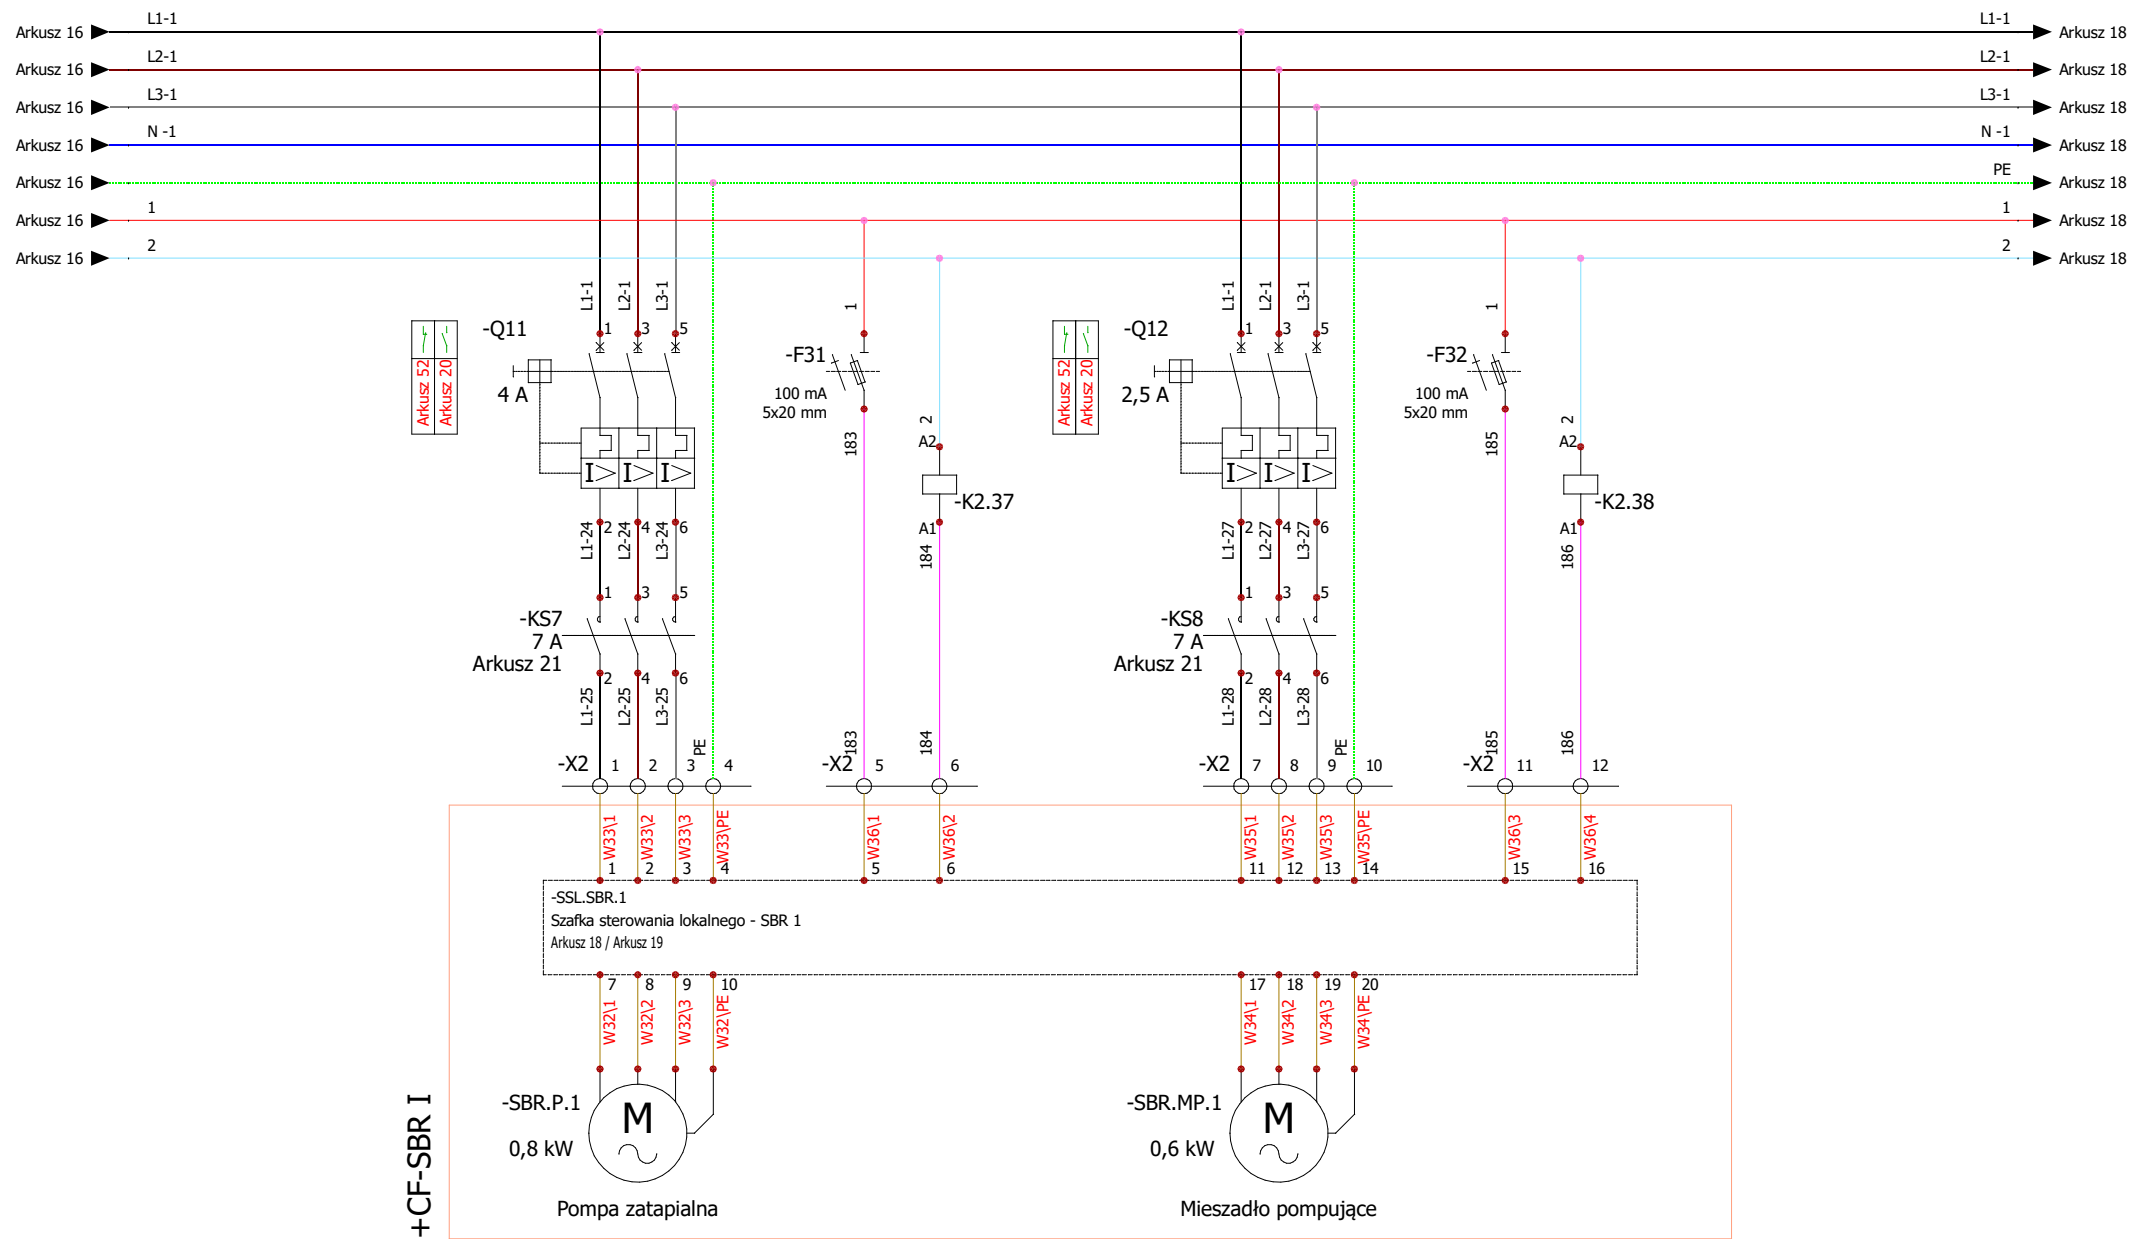 L1-1 L1-1
Arkusz 16 Arkusz 18
L2-1 L2-1
Arkusz 16 Arkusz 18
L3-1 L3-1
Arkusz 16 Arkusz 18
N -1 N -1
Arkusz 16 Arkusz 18
PE
Arkusz 16 Arkusz 18
1 1
Arkusz 16 Arkusz 18
2 2
Arkusz 16 Arkusz 18
L1-1 L2-1 L3-1 1 L1-1 L2-1 L3-1 1
-Q11 1 3 5 -Q12 1 3 5
Arkusz 52 Arkusz 20 Arkusz 52 Arkusz 20
-F31 -F32
4 A 100 mA 2,5 A 100 mA
5x20 mm 5x20 mm
183 2 185 2
A2 A2
I> I> I> I> I> I>
-K2.37 -K2.38
2 4 6 A1 2 4 6 A1
L1-24 L2-24 L3-24 184 L1-27 L2-27 L3-27 186
1 3 5 1 3 5
-KS7 -KS8
7 A 7 A
Arkusz 21 Arkusz 21
2 4 6 2 4 6
L1-25 L2-25 L3-25 L1-28 L2-28 L3-28
PE 183 184 PE 185 186
-X2 1 2 3 4 -X2 5 6 -X2 7 8 9 10 -X2 11 12
W33\1 W33\2 W33\3 W33\PE W36\1 W36\2 W35\1 W35\2 W35\3 W35\PE W36\3 W36\4
1 2 3 4 5 6 11 12 13 14 15 16
-SSL.SBR.1
Szafka sterowania lokalnego - SBR 1
Arkusz 18 / Arkusz 19
7 8 9 10 17 18 19 20
W32\1 W32\2 W32\3 W32\PE W34\1 W34\2 W34\3 W34\PE
-SBR.P.1 M -SBR.MP.1 M
0,8 kW 0,6 kW
Pompa zatapialna Mieszadło pompujące
+CF-SBR I